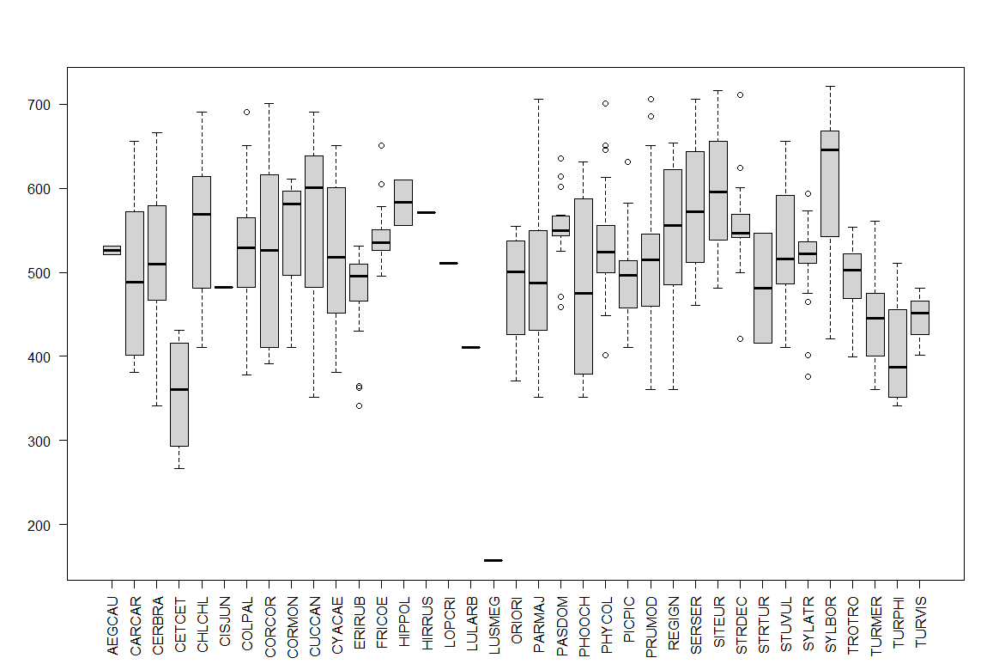 700
600
500
400
300
200
AEGCAU
CARCAR
CERBRA
CETCET
CHLCHL
CISJUN
COLPAL
CORCOR
CORMON
CUCCAN
CYACAE
ERIRUB
FRICOE
HIPPOL
HIRRUS
LOPCRI
LULARB
LUSMEG
ORIORI
PARMAJ
PASDOM
PHOOCH
PHYCOL
PICPIC
PRUMOD
REGIGN
SERSER
SITEUR
STRDEC
STRTUR
STUVUL
SYLATR
SYLBOR
TROTRO
TURMER
TURPHI
TURVIS